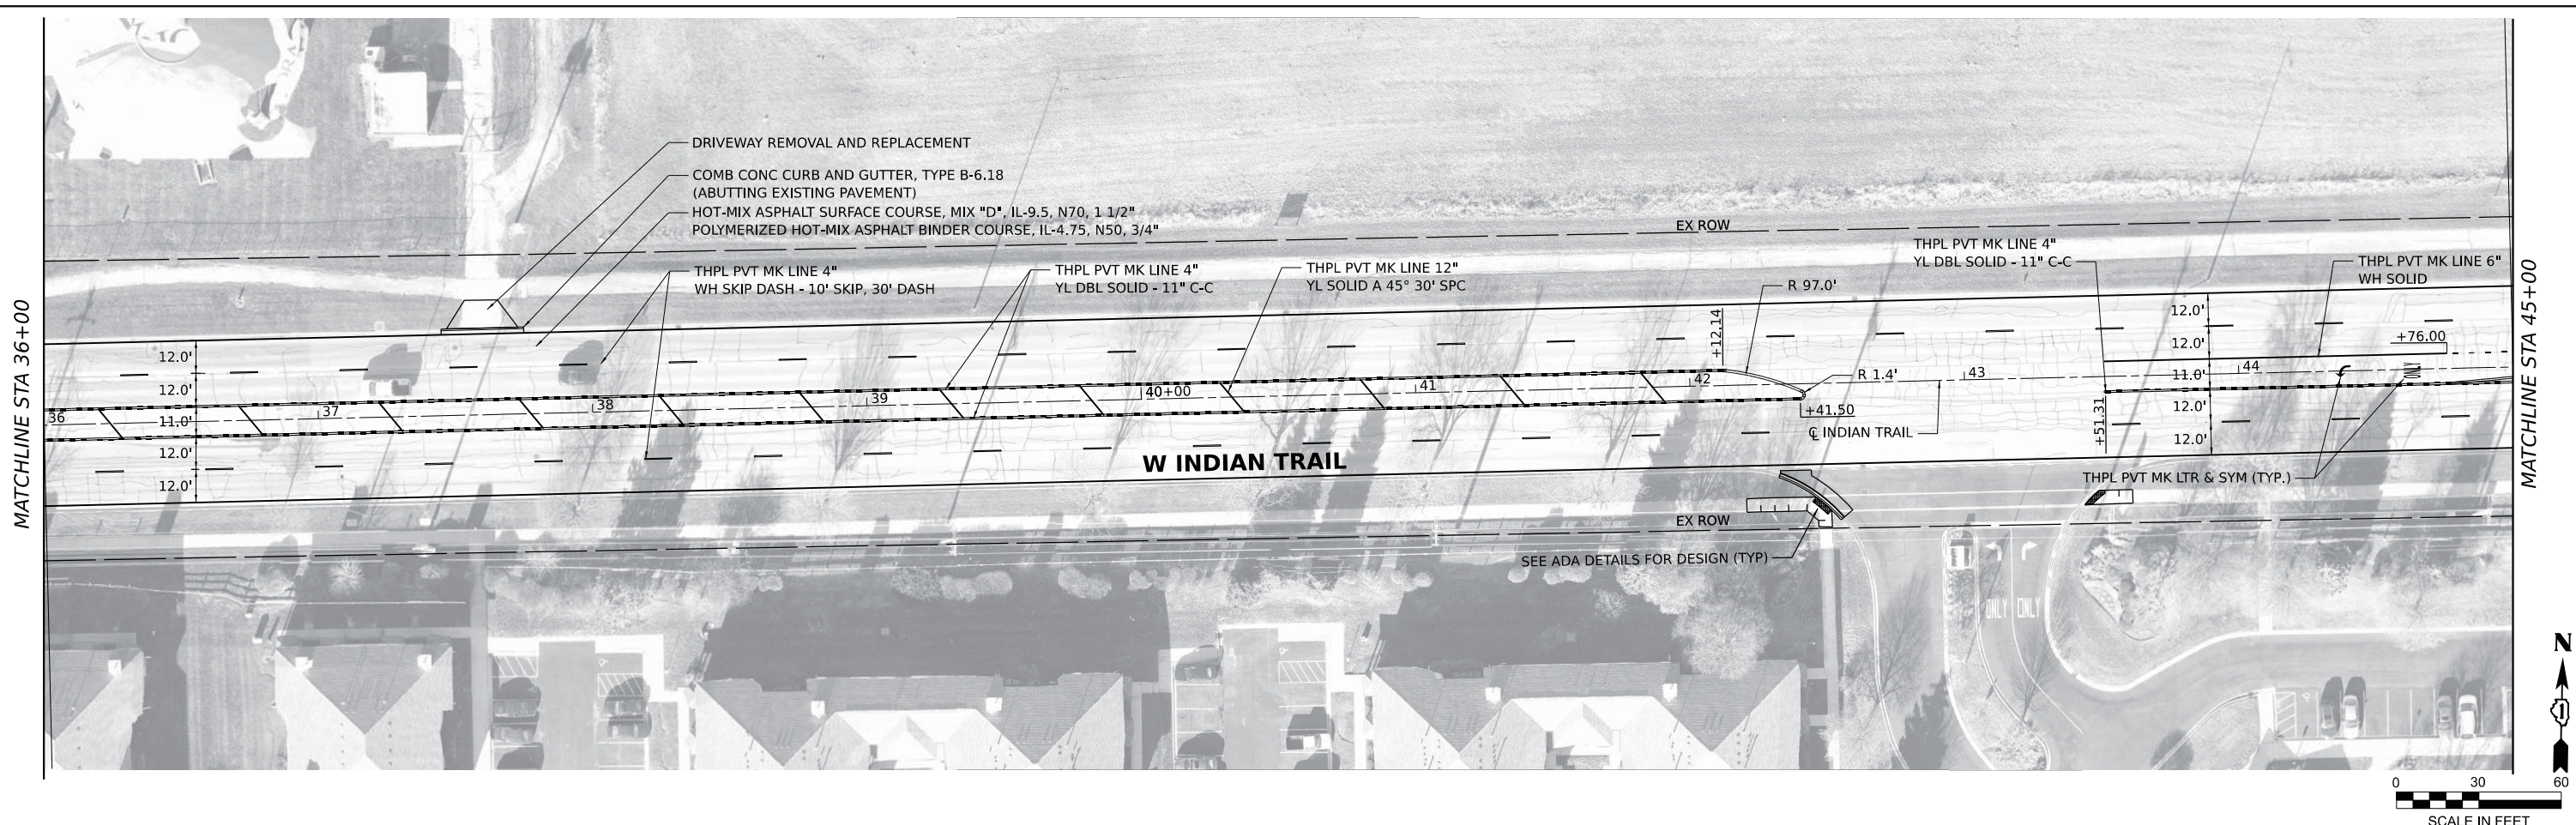 DRIVEWAY REMOVAL AND REPLACEMENT
COMB CONC CURB AND GUTTER, TYPE B-6.18
(ABUTTING EXISTING PAVEMENT)
HOT-MIX ASPHALT SURFACE COURSE, MIX "D", IL-9.5, N70, 1 1/2"
POLYMERIZED HOT-MIX ASPHALT BINDER COURSE, IL-4.75, N50, 3/4"
THPL PVT MK LINE 4"
WH SKIP DASH - 10' SKIP, 30' DASH
THPL PVT MK LINE 4"
YL DBL SOLID - 11" C-C
THPL PVT MK LINE 12"
YL SOLID A 45° 30' SPC
EX ROW
R 97.0'
THPL PVT MK LINE 4"
YL DBL SOLID - 11" C-C
THPL PVT MK LINE 6"
WH SOLID
MATCHLINE STA 36+00
12.0'
12.0'
11.0'
12.0'
12.0'
36
37
38
39
40+00
41
42
43
44
+12.14
R 1.4'
+41.50
℄ INDIAN TRAIL
+51.31
12.0'
12.0'
11.0'
12.0'
12.0'
+76.00
MATCHLINE STA 45+00
W INDIAN TRAIL
THPL PVT MK LTR & SYM (TYP.)
EX ROW
SEE ADA DETAILS FOR DESIGN (TYP)
ONLY
ONLY
N
0 30 60
SCALE IN FEET